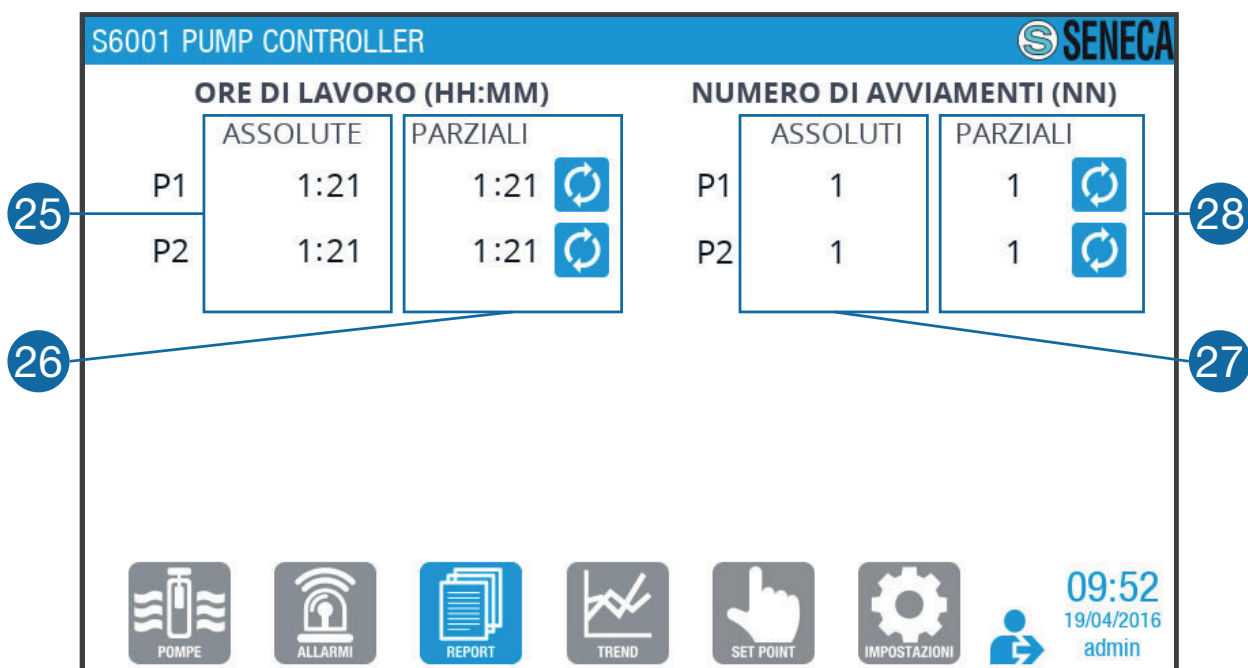 S6001 PUMP CONTROLLER
S SENECA
ORE DI LAVORO (HH:MM)
NUMERO DI AVVIAMENTI (NN)
ASSOLUTE PARZIALI
ASSOLUTI PARZIALI
P1 1:21 1:21
P1 1 1
25
28
P2 1:21 1:21
P2 1 1
26
27
POMPE
ALLARMI
REPORT
TREND
SET POINT
IMPOSTAZIONI
09:52
19/04/2016
admin